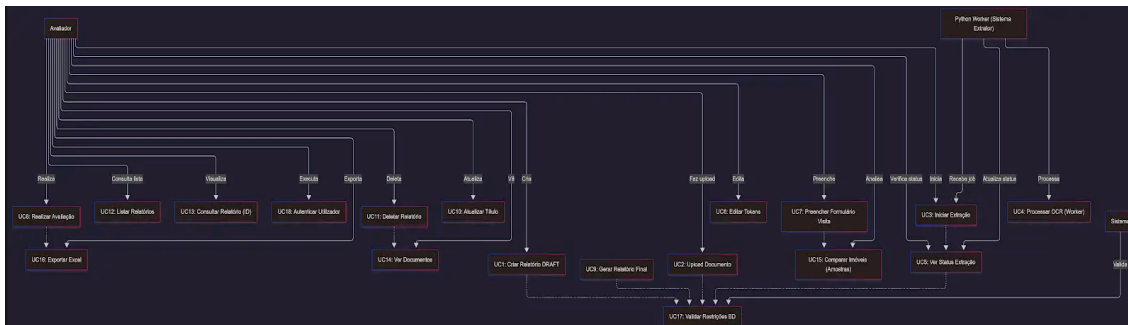 Avaliador
Python Worker (Sistema
Extrator)
Realiza
Consulta lista
Visualiza
Executa
Exporta
Deleta
Atualiza
Vê
Cria
Faz upload
Edita
Preenche
Analisa
Verifica status
Inicia
Recebe job
Atualiza status
Processa
UC8: Realizar Avaliação
UC12: Listar Relatórios
UC13: Consultar Relatório (ID)
UC18: Autenticar Utilizador
UC11: Deletar Relatório
UC10: Atualizar Título
UC6: Editar Tokens
UC7: Preencher Formulário
Visita
UC3: Iniciar Extração
UC4: Processar OCR (Worker)
Sistema
UC16: Exportar Excel
UC14: Ver Documentos
UC1: Criar Relatório DRAFT
UC9: Gerar Relatório Final
UC2: Upload Documento
UC15: Comparar Imóveis
(Amostras)
UC5: Ver Status Extração
Valida
UC17: Validar Restrições BD